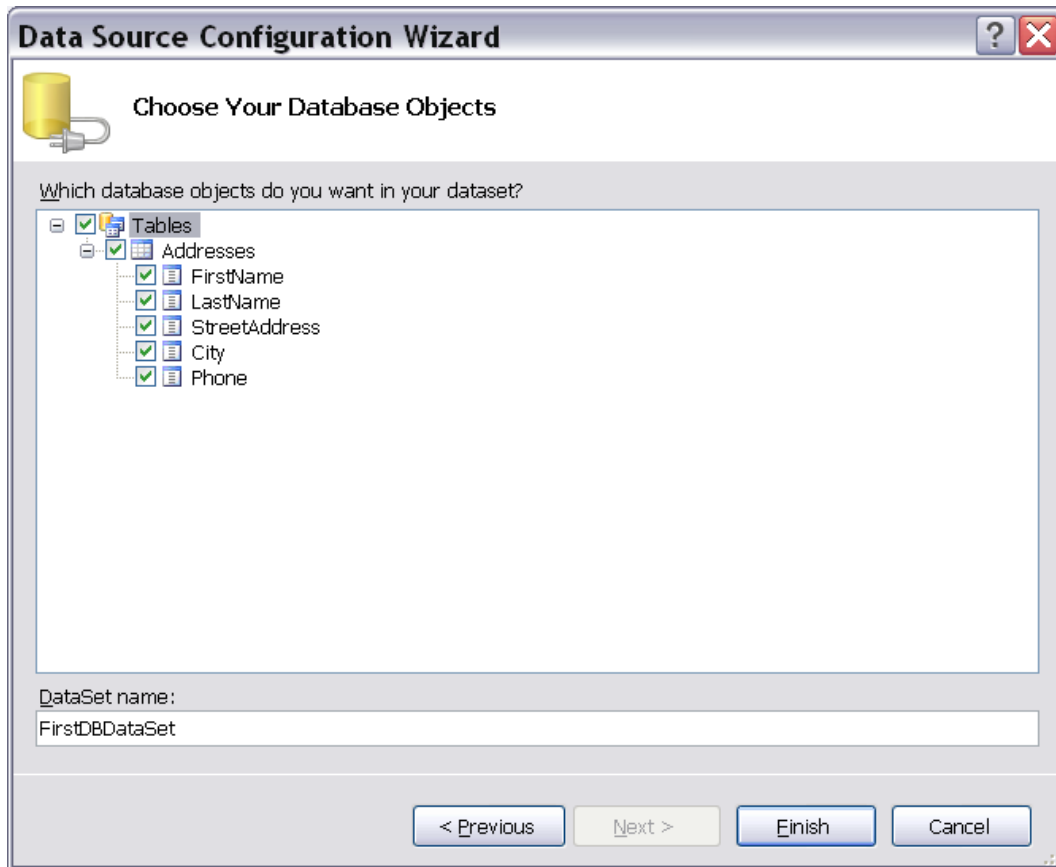 Data Source Configuration Wizard
Choose Your Database Objects
Which database objects do you want in your dataset?
Tables
Addresses
FirstName
LastName
StreetAddress
City
Phone
DataSet name:
FirstDBDataSet
< Previous Next > Finish Cancel